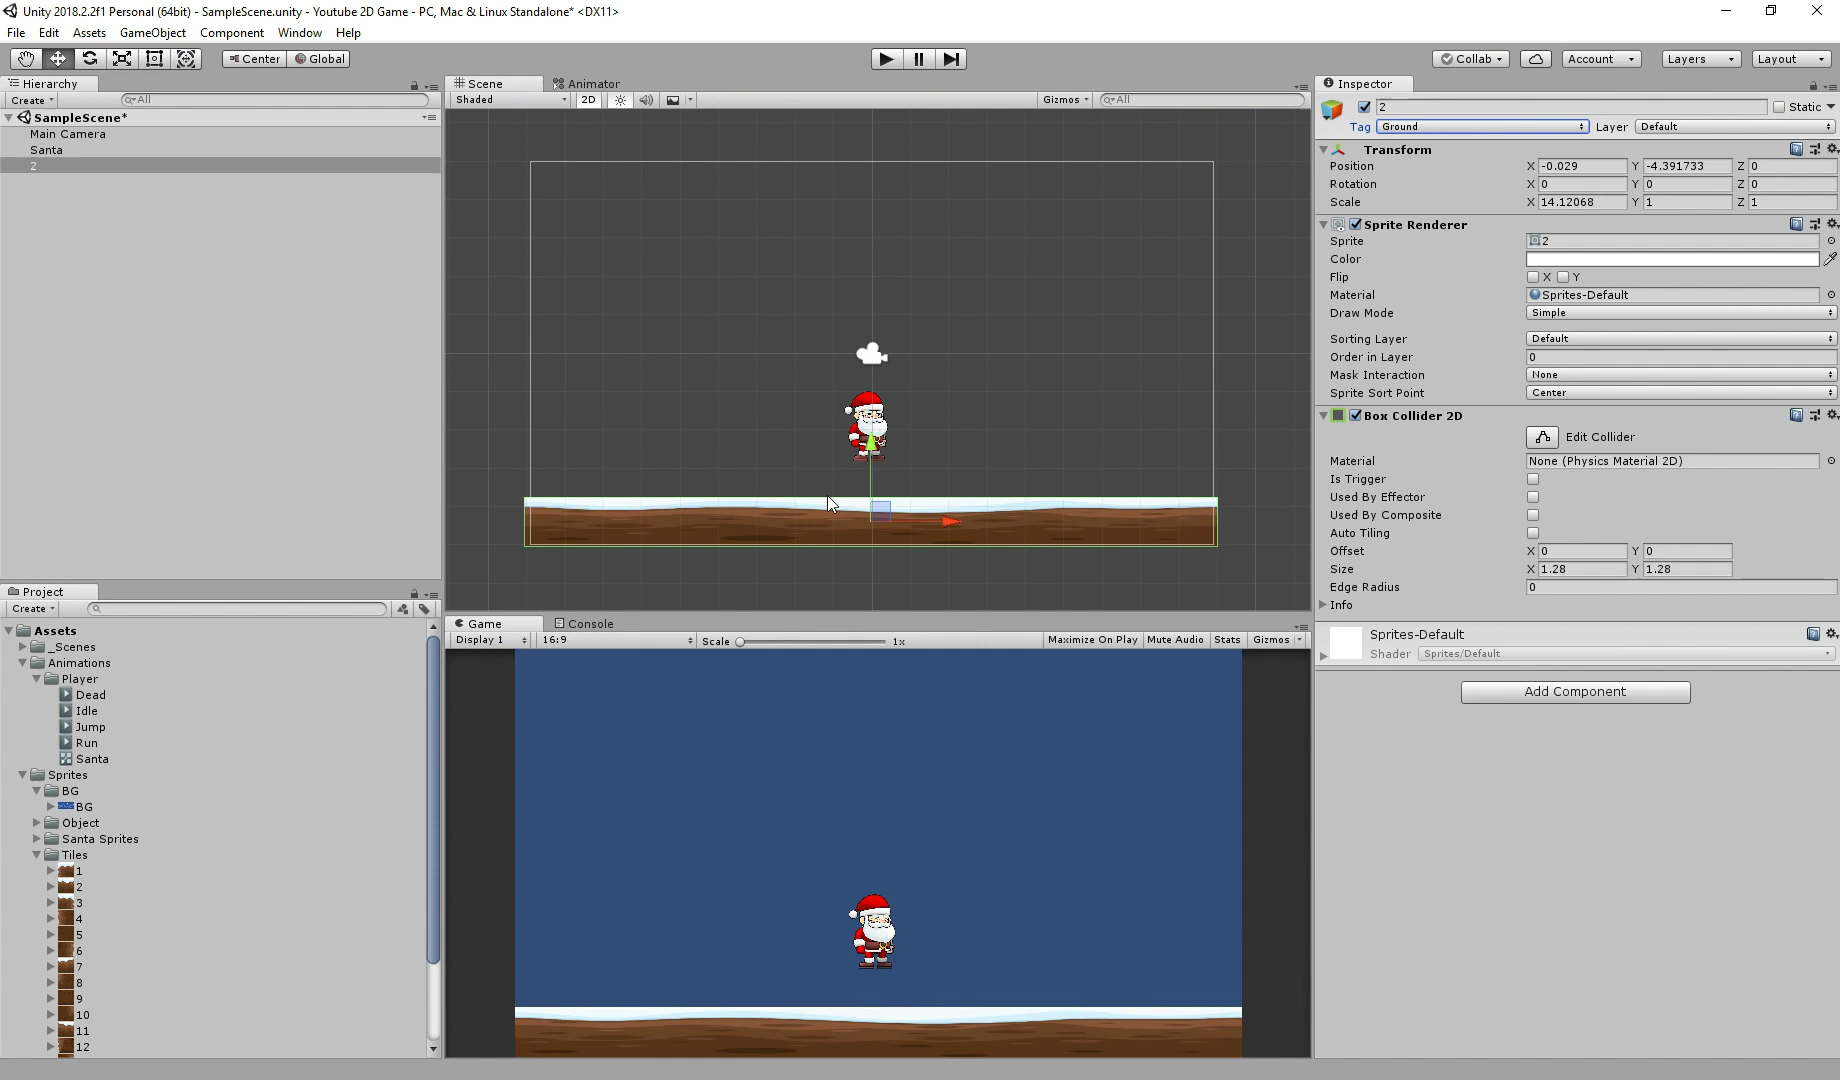 Unity 2018.2.2f1 Personal (64bit) - SampleScene.unity - Youtube 2D Game - PC, Mac & Linux Standalone* <DX11>
File Edit Assets GameObject Component Window Help
Center Global
Collab Account Layers Layout
Hierarchy
Create All
SampleScene*
Main Camera
Santa
2
Scene Animator
Shaded 2D Gizmos All
Project
Create
Assets
_Scenes
Animations
Player
Dead
Idle
Jump
Run
Santa
Sprites
BG
BG
Object
Santa Sprites
Tiles
1
2
3
4
5
6
7
8
9
10
11
12
Game Console
Display 1 16:9 Scale 1x Maximize On Play Mute Audio Stats Gizmos
Inspector
2 Static
Tag Ground Layer Default
Transform
Position X -0.029 Y -4.391733 Z 0
Rotation X 0 Y 0 Z 0
Scale X 14.12068 Y 1 Z 1
Sprite Renderer
Sprite 2
Color
Flip X Y
Material Sprites-Default
Draw Mode Simple
Sorting Layer Default
Order in Layer 0
Mask Interaction None
Sprite Sort Point Center
Box Collider 2D
Edit Collider
Material None (Physics Material 2D)
Is Trigger
Used By Effector
Used By Composite
Auto Tiling
Offset X 0 Y 0
Size X 1.28 Y 1.28
Edge Radius 0
Info
Sprites-Default
Shader Sprites/Default
Add Component